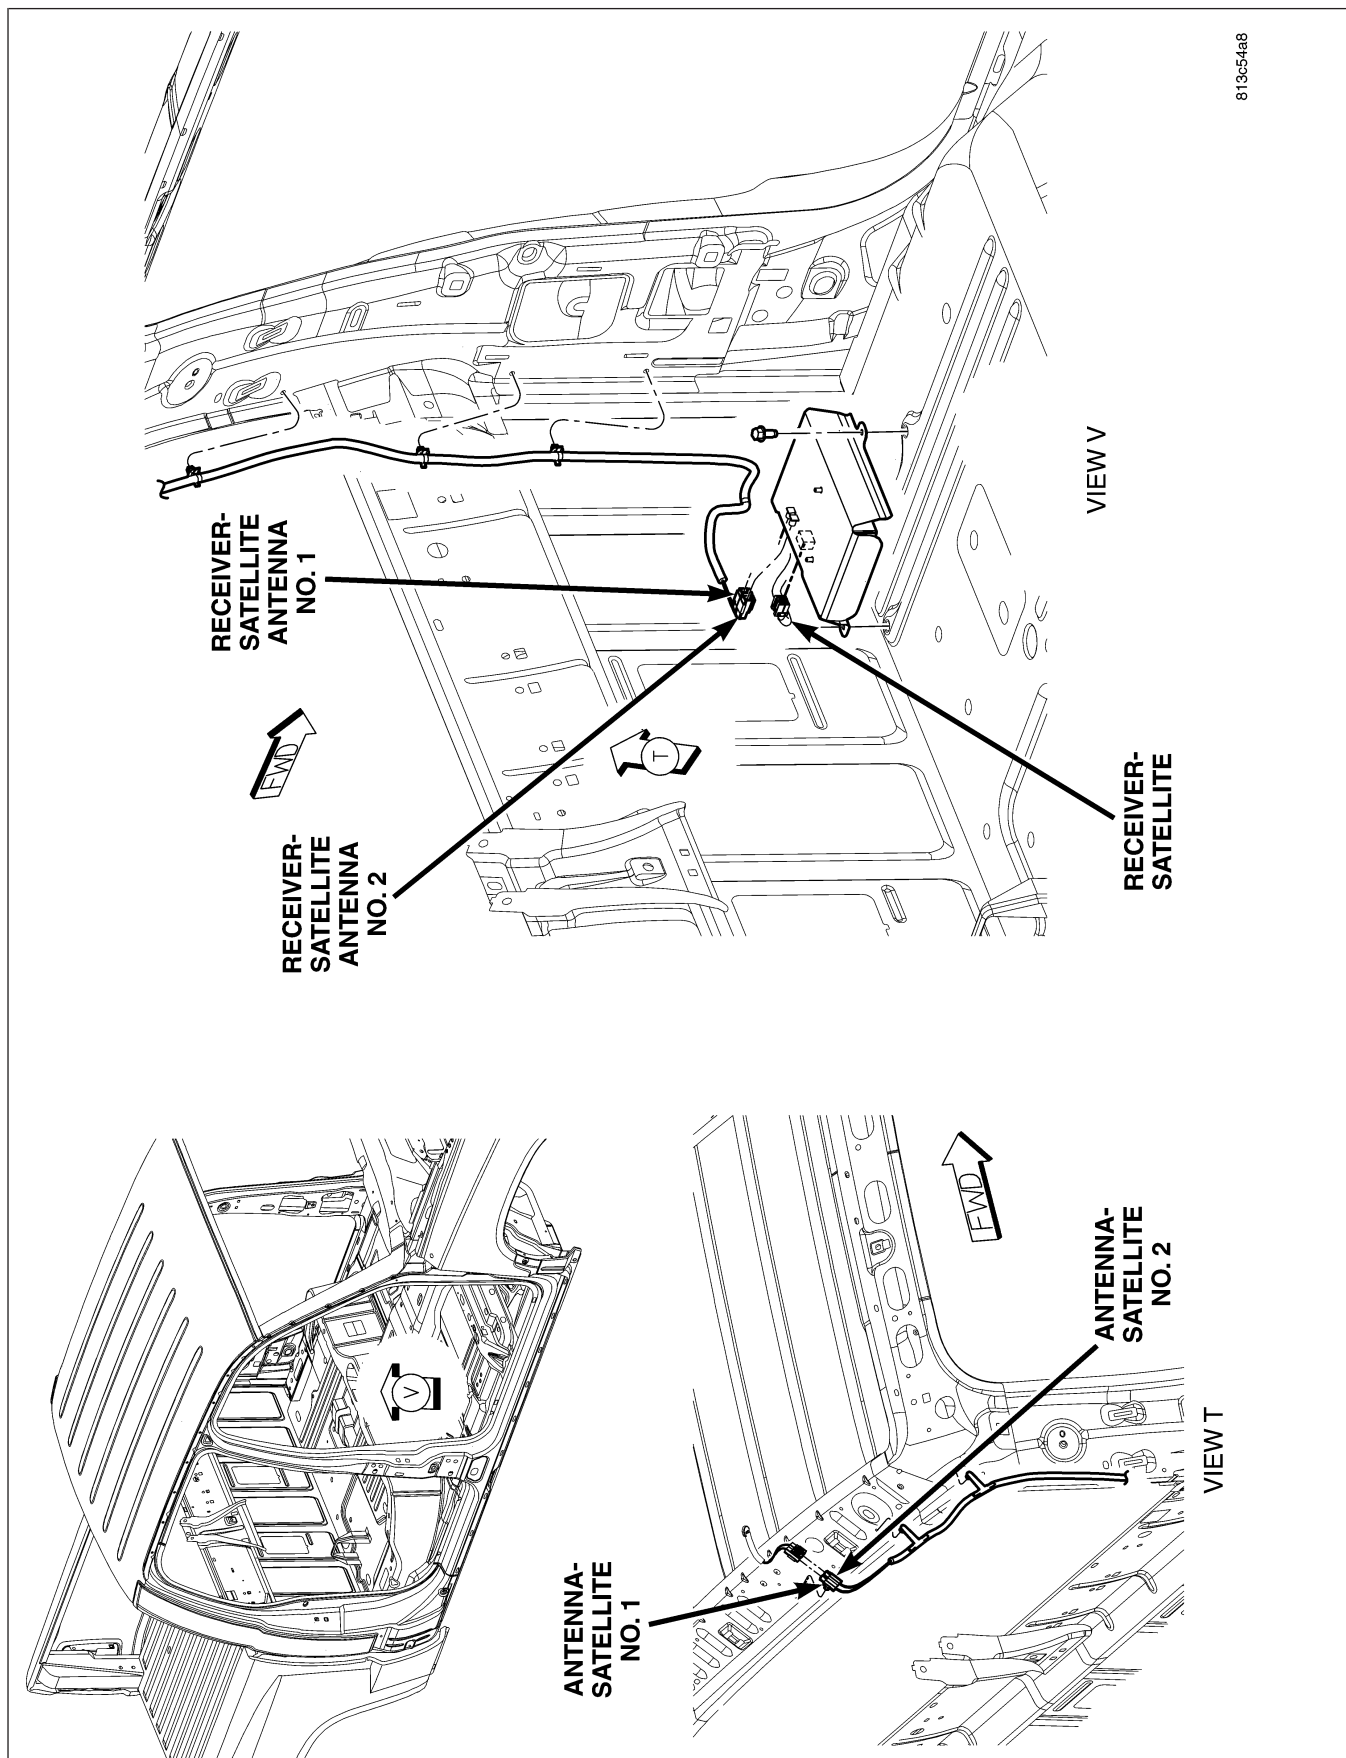 813c54a8
RECEIVER-
SATELLITE
ANTENNA
NO. 1
FWD
RECEIVER-
SATELLITE
ANTENNA
NO. 2
T
RECEIVER-
SATELLITE
VIEW V
V
ANTENNA-
SATELLITE
NO. 1
FWD
ANTENNA-
SATELLITE
NO. 2
VIEW T